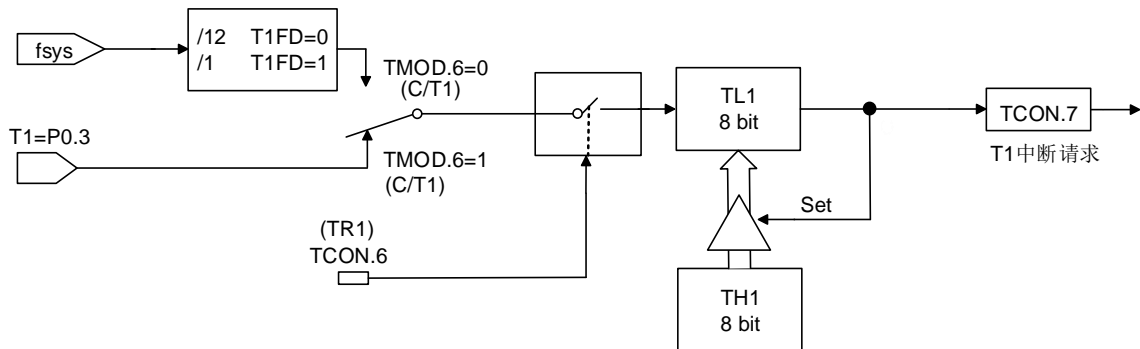 fsys
/12 T1FD=0
/1 T1FD=1
TMOD.6=0
(C/T1)
T1=P0.3
TMOD.6=1
(C/T1)
(TR1)
TCON.6
TL1
8 bit
TCON.7
T1中断请求
Set
TH1
8 bit